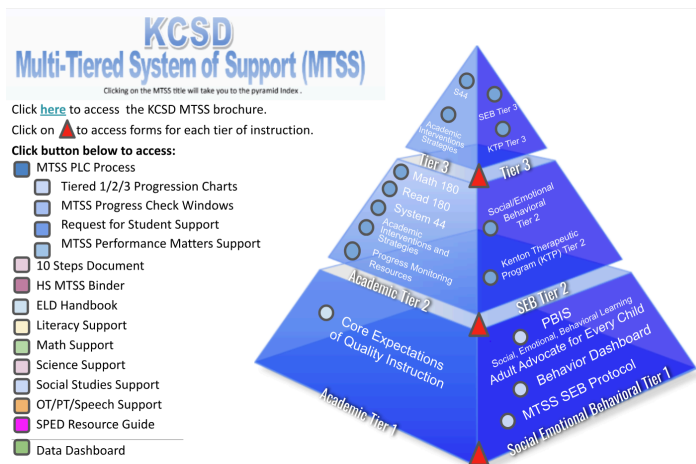 KCSD
Multi-Tiered System of Support (MTSS)
Clicking on the MTSS title will take you to the pyramid Index .
Click here to access the KCSD MTSS brochure.
Click on to access forms for each tier of instruction.
Click button below to access:
MTSS PLC Process
Tiered 1/2/3 Progression Charts
MTSS Progress Check Windows
Request for Student Support
MTSS Performance Matters Support
10 Steps Document
HS MTSS Binder
ELD Handbook
Literacy Support
Math Support
Science Support
Social Studies Support
OT/PT/Speech Support
SPED Resource Guide
Data Dashboard
S44
Academic
Interventions
Strategies
Tier 3
SEB Tier 3
KTP Tier 3
Tier 3
Math 180
Read 180
System 44
Academic
Interventions and
Strategies
Progress Monitoring
Resources
Academic Tier 2
Social/Emotional
Behavioral
Tier 2
Kenton Therapeutic
Program (KTP) Tier 2
SEB Tier 2
Core Expectations
of Quality Instruction
Academic Tier 1
PBIS
Social, Emotional, Behavioral Learning
Adult Advocate for Every Child
Behavior Dashboard
MTSS SEB Protocol
Social Emotional Behavioral Tier 1